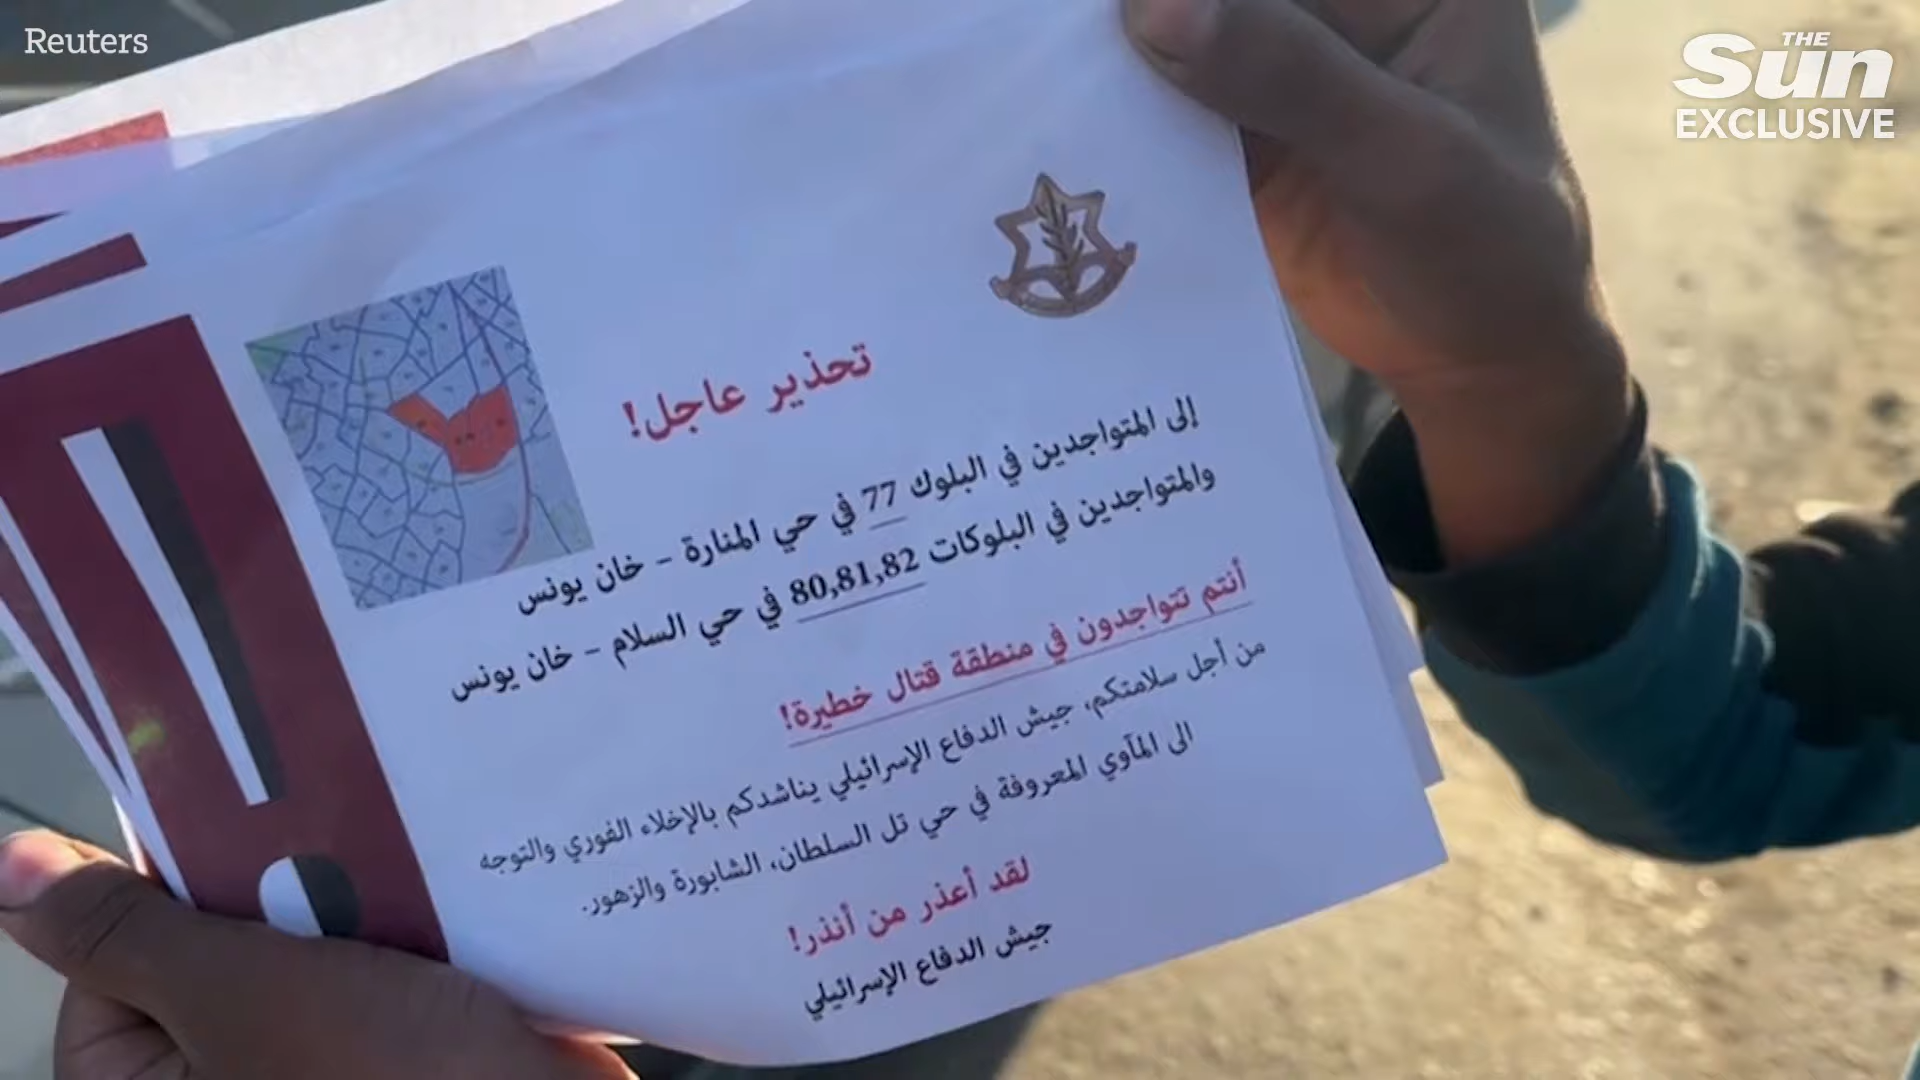 Reuters
THE
Sun
EXCLUSIVE
تحذير عاجل!
إلى المتواجدين في البلوك 77 في حي المنارة – خان يونس
والمتواجدين في البلوكات 80,81,82 في حي السلام – خان يونس
أنتم تتواجدون في منطقة قتال خطيرة!
من أجل سلامتكم، جيش الدفاع الإسرائيلي يناشدكم بالإخلاء الفوري والتوجه
الى المآوي المعروفة في حي تل السلطان، الشابورة والزهور.
لقد أعذر من أنذر!
جيش الدفاع الإسرائيلي